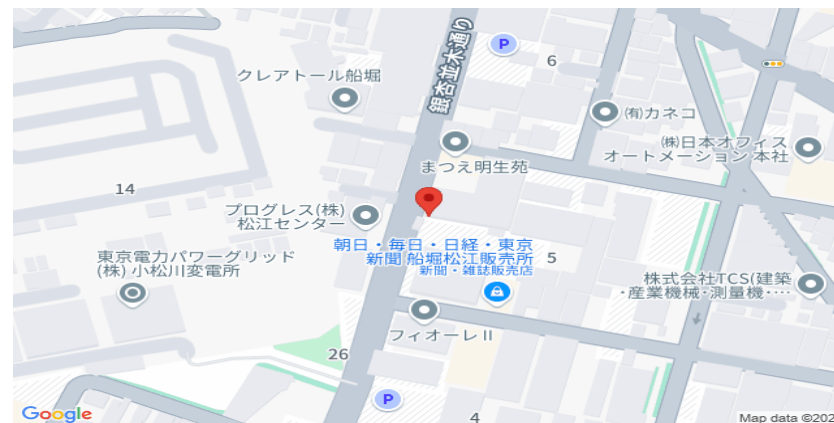 銀杏並木通り
P
6
クレアトール船堀
(有)カネコ
(株)日本オフィス
オートメーション 本社
まつえ明生苑
14
プログレス(株)
松江センター
朝日・毎日・日経・東京
新聞 船堀松江販売所
新聞・雑誌販売店
5
東京電力パワーグリッド
(株) 小松川変電所
株式会社TCS(建築
・産業機械・測量機・…
フィオーレⅡ
26
P
4
Google
Map data ©202